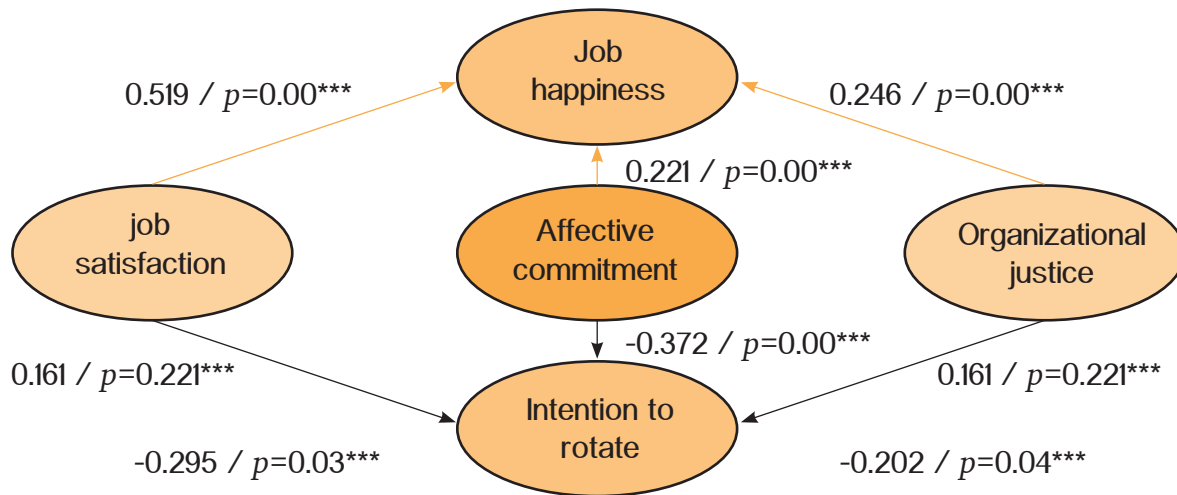 Job
happiness
0.519 / p=0.00***
0.246 / p=0.00***
0.221 / p=0.00***
job
satisfaction
Affective
commitment
Organizational
justice
-0.372 / p=0.00***
0.161 / p=0.221***
0.161 / p=0.221***
Intention to
rotate
-0.295 / p=0.03***
-0.202 / p=0.04***